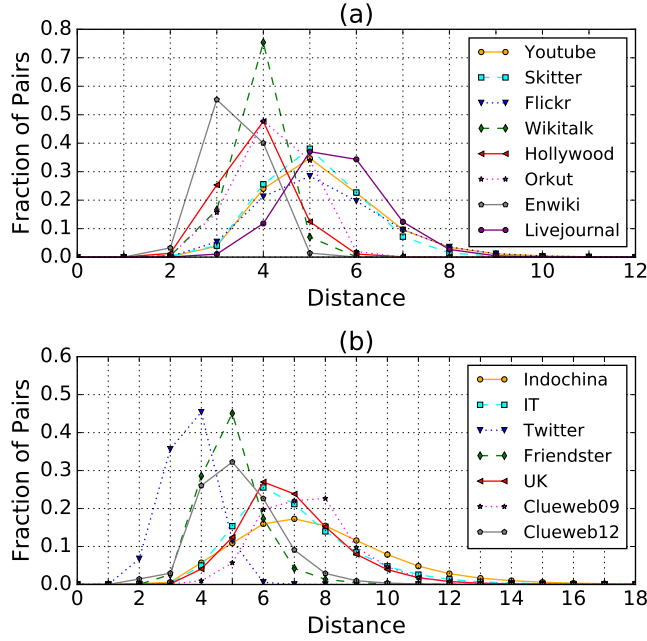 (a)
Fraction of Pairs
0.8
0.7
0.6
0.5
0.4
0.3
0.2
0.1
0.0
Youtube
Skitter
Flickr
Wikitalk
Hollywood
Orkut
Enwiki
Livejournal
0 2 4 6 8 10 12
Distance
(b)
Fraction of Pairs
0.6
0.5
0.4
0.3
0.2
0.1
0.0
Indochina
IT
Twitter
Friendster
UK
Clueweb09
Clueweb12
0 2 4 6 8 10 12 14 16 18
Distance